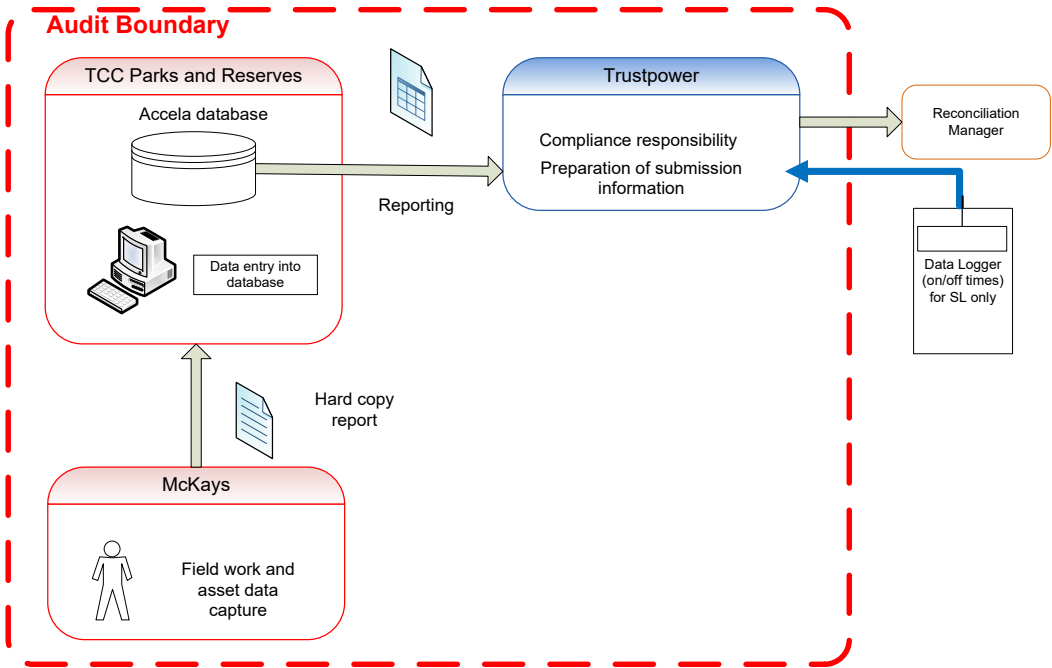 Audit Boundary
TCC Parks and Reserves
Accela database
Data entry into
database
Reporting
Trustpower
Compliance responsibility
Preparation of submission
information
Reconciliation
Manager
Data Logger
(on/off times)
for SL only
Hard copy
report
McKays
Field work and
asset data
capture